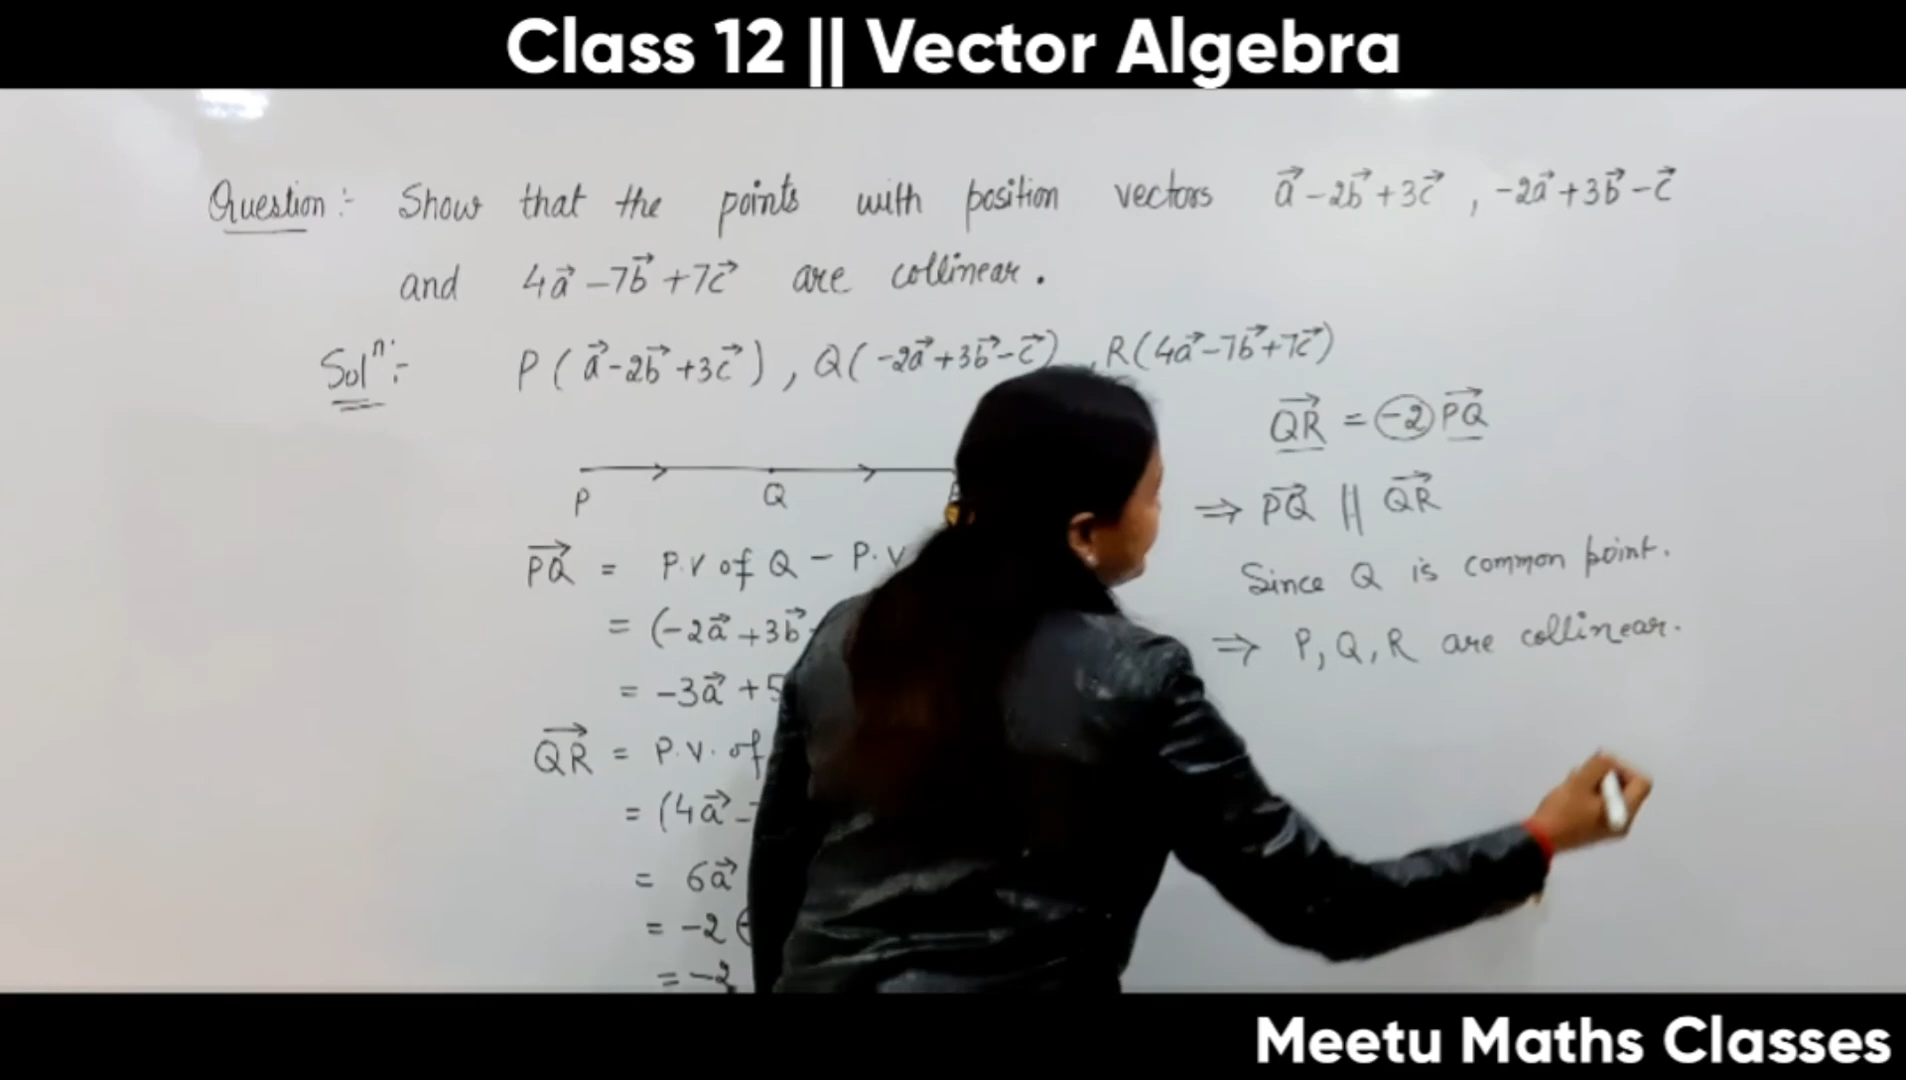 Class 12 || Vector Algebra
Question:- Show that the points with position vectors a⃗ -2b⃗ +3c⃗ , -2a⃗ +3b⃗ -c⃗
and 4a⃗ -7b⃗ +7c⃗ are collinear.
Solⁿ:- P(a⃗ -2b⃗ +3c⃗), Q(-2a⃗ +3b⃗ -c⃗), R(4a⃗ -7b⃗ +7c⃗)
P Q
PQ⃗ = P.V of Q - P.V
= (-2a⃗ +3b⃗
= -3a⃗ +5
QR⃗ = P.V. of
= (4a⃗ -
= 6a⃗
= -2(
= -2
QR⃗ = -2 PQ⃗
⇒ PQ⃗ || QR⃗
Since Q is common point.
⇒ P, Q, R are collinear.
Meetu Maths Classes